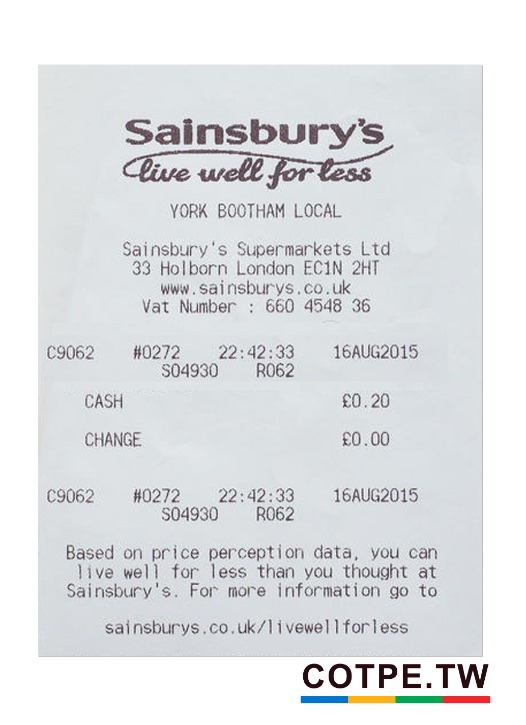 Sainsbury's
live well for less
YORK BOOTHAM LOCAL
Sainsbury's Supermarkets Ltd
33 Holborn London EC1N 2HT
www.sainsburys.co.uk
Vat Number : 660 4548 36
C9062 #0272 22:42:33 16AUG2015
S04930 R062
CASH £0.20
CHANGE £0.00
C9062 #0272 22:42:33 16AUG2015
S04930 R062
Based on price perception data, you can
live well for less than you thought at
Sainsbury's. For more information go to
sainsburys.co.uk/livewellforless
COTPE.TW